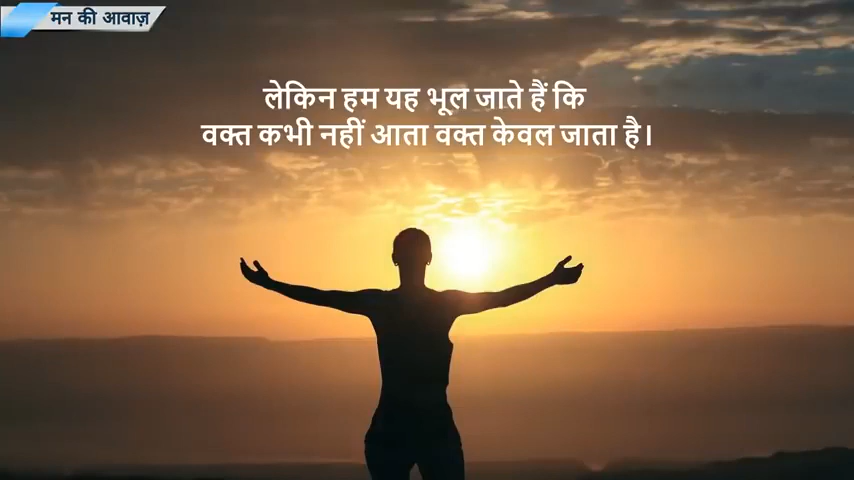 मन की आवाज़
लेकिन हम यह भूल जाते हैं कि
वक्त कभी नहीं आता वक्त केवल जाता है।